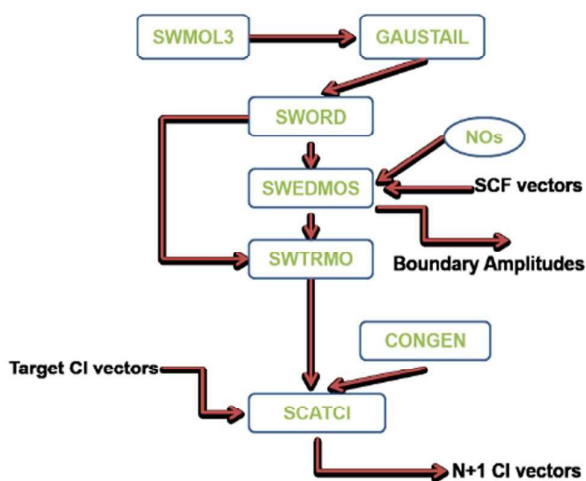 SWMOL3
GAUSTAIL
SWORD
NOs
SWEDMOS
SCF vectors
SWTRMO
Boundary Amplitudes
CONGEN
Target CI vectors
SCATCI
N+1 CI vectors